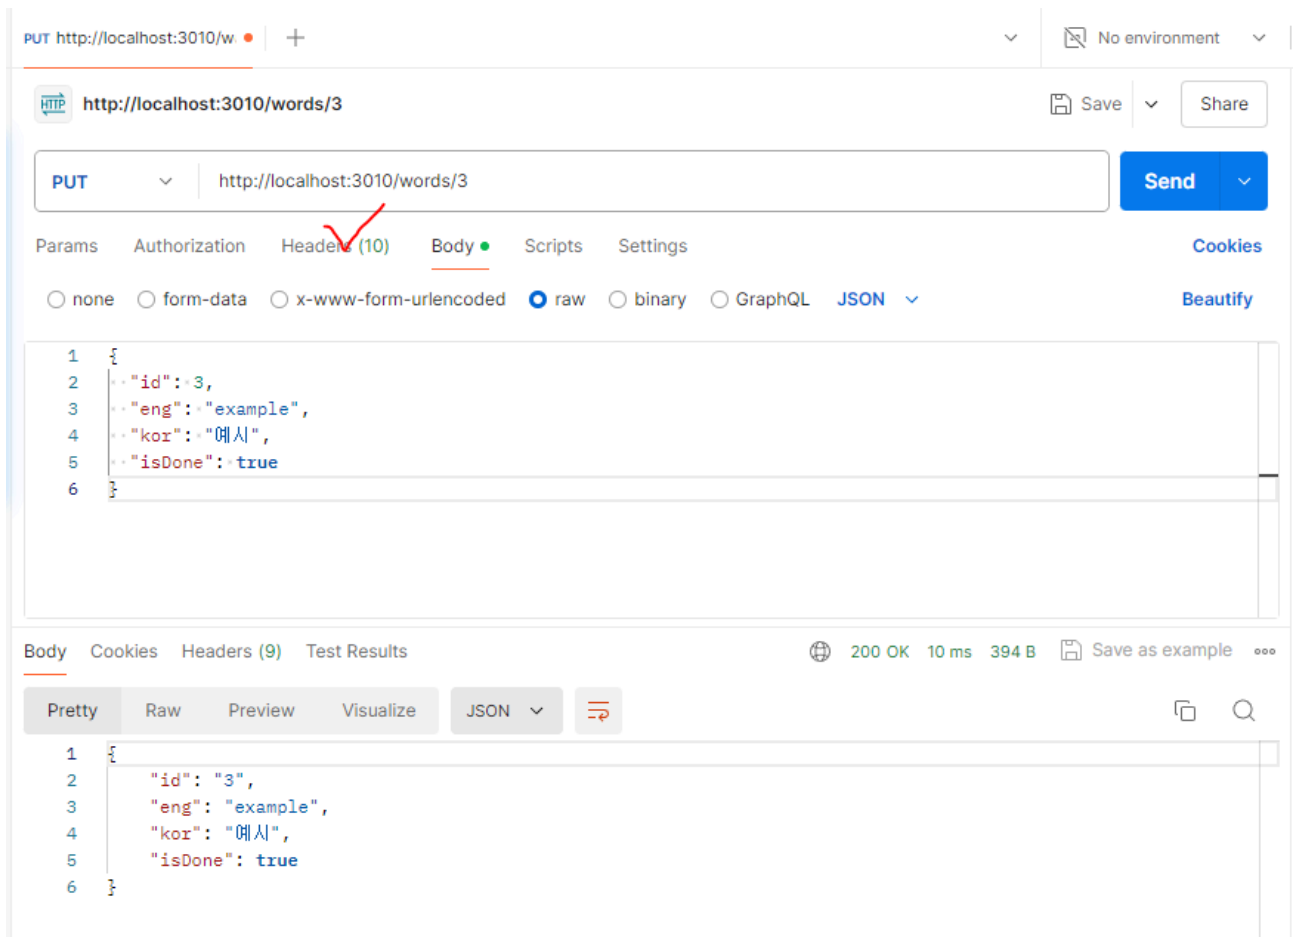 PUT http://localhost:3010/w No environment
HTTP http://localhost:3010/words/3 Save Share
PUT http://localhost:3010/words/3 Send
Params Authorization Headers (10) Body Scripts Settings Cookies
none form-data x-www-form-urlencoded raw binary GraphQL JSON Beautify
1 {
2 "id": 3,
3 "eng": "example",
4 "kor": "예시",
5 "isDone": true
6 }
Body Cookies Headers (9) Test Results 200 OK 10 ms 394 B Save as example
Pretty Raw Preview Visualize JSON
1 {
2 "id": "3",
3 "eng": "example",
4 "kor": "예시",
5 "isDone": true
6 }